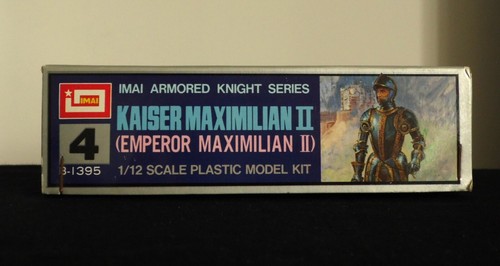 IMAI
4
B-1395
IMAI ARMORED KNIGHT SERIES
KAISER MAXIMILIAN II
(EMPEROR MAXIMILIAN II)
1/12 SCALE PLASTIC MODEL KIT